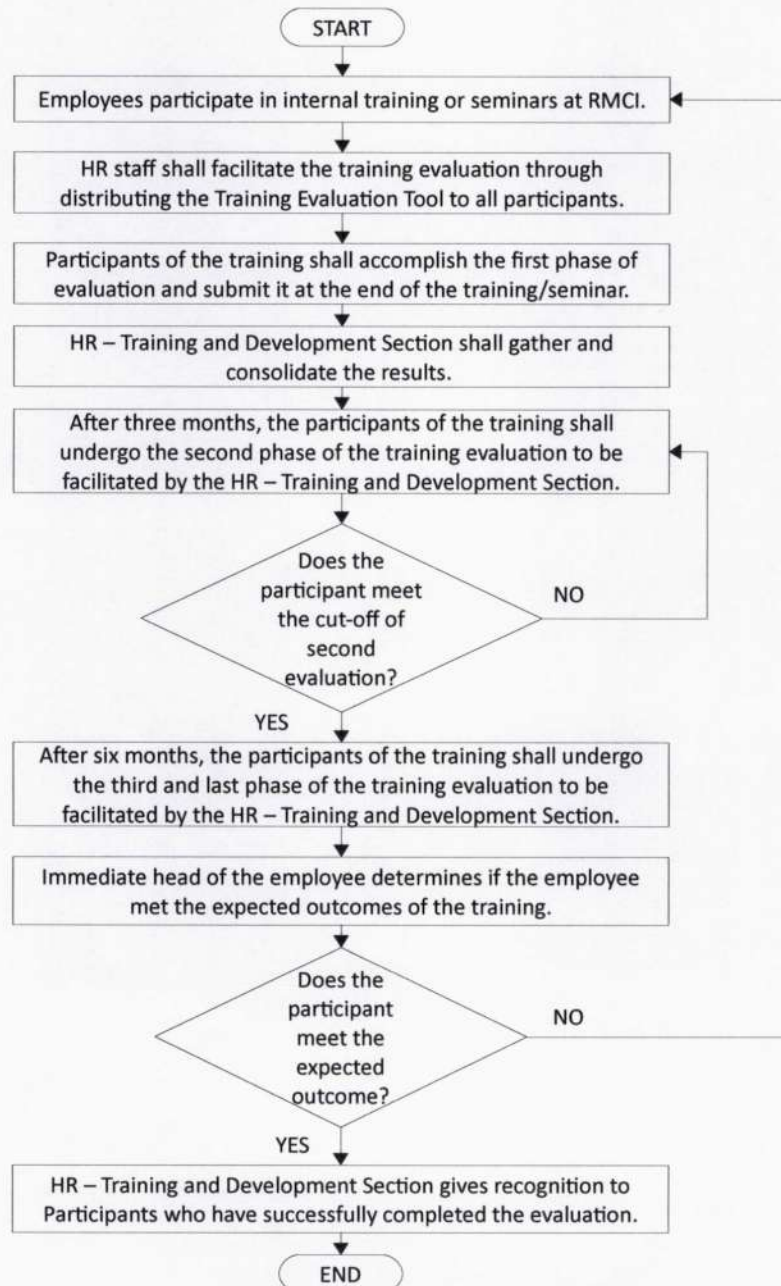 START
Employees participate in internal training or seminars at RMCI.
HR staff shall facilitate the training evaluation through
distributing the Training Evaluation Tool to all participants.
Participants of the training shall accomplish the first phase of
evaluation and submit it at the end of the training/seminar.
HR – Training and Development Section shall gather and
consolidate the results.
After three months, the participants of the training shall
undergo the second phase of the training evaluation to be
facilitated by the HR – Training and Development Section.
Does the
participant meet
the cut-off of
second
evaluation?
NO
YES
After six months, the participants of the training shall undergo
the third and last phase of the training evaluation to be
facilitated by the HR – Training and Development Section.
Immediate head of the employee determines if the employee
met the expected outcomes of the training.
Does the
participant
meet the
expected
outcome?
NO
YES
HR – Training and Development Section gives recognition to
Participants who have successfully completed the evaluation.
END